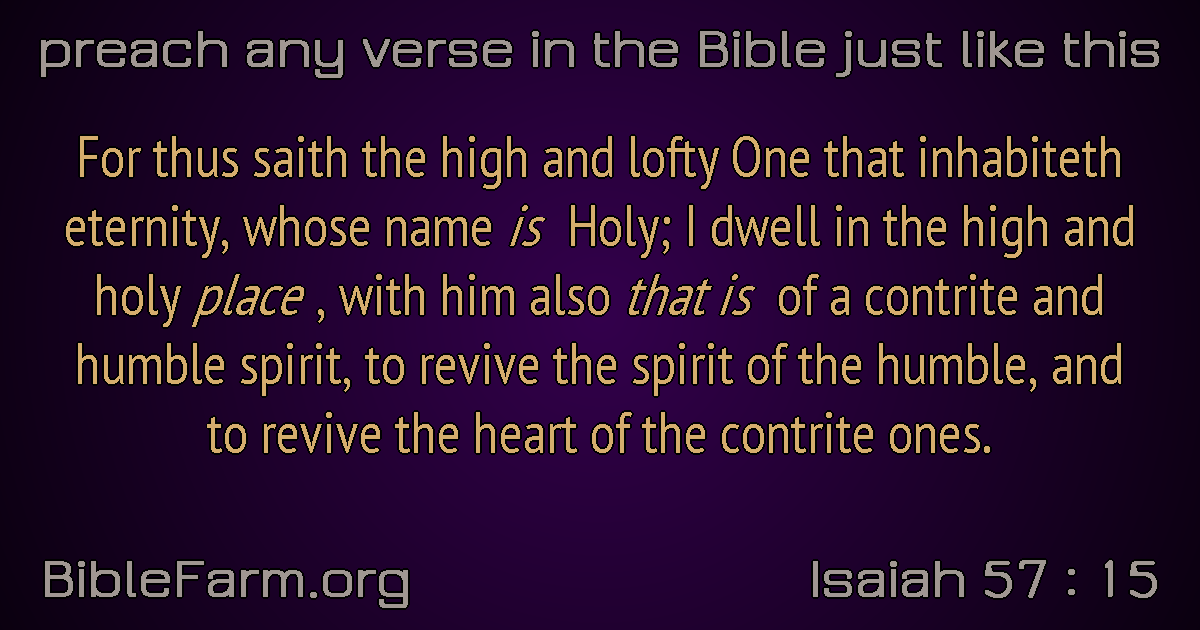 preach any verse in the Bible just like this
For thus saith the high and lofty One that inhabiteth
eternity, whose name is Holy; I dwell in the high and
holy place , with him also that is of a contrite and
humble spirit, to revive the spirit of the humble, and
to revive the heart of the contrite ones.
BibleFarm.org
Isaiah 57 : 15